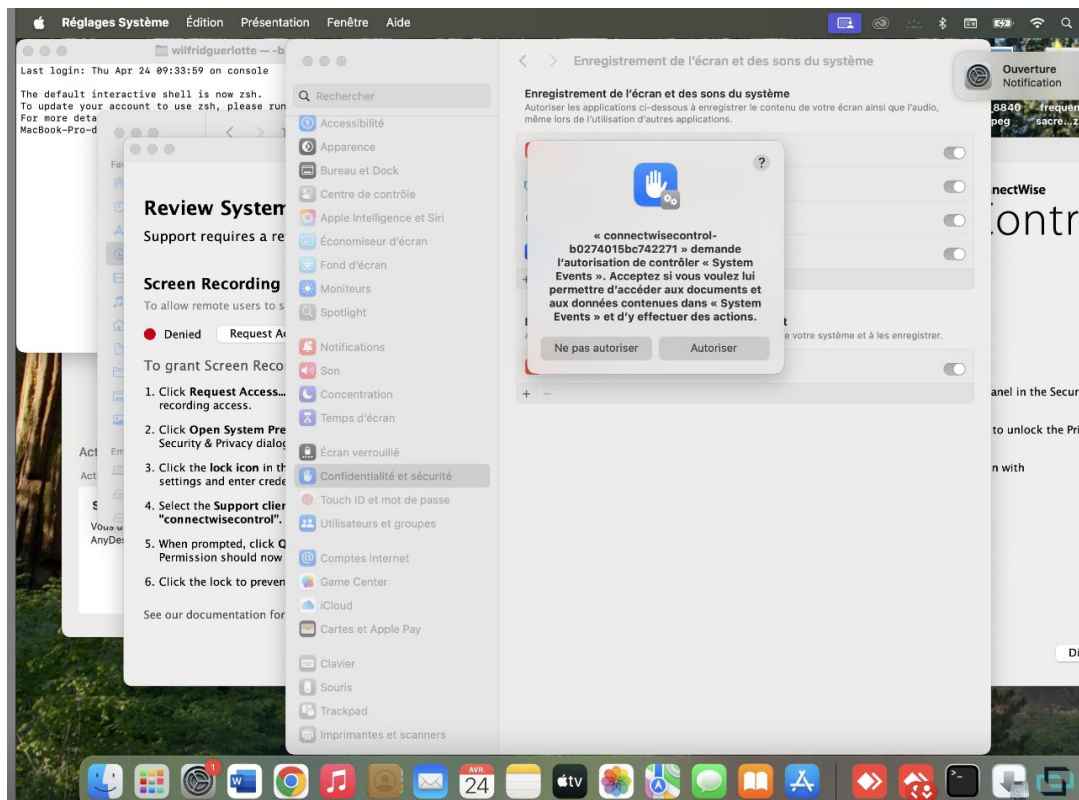 Réglages Système Édition Présentation Fenêtre Aide
wilfridguerlotte — -b
Last login: Thu Apr 24 09:33:59 on console
The default interactive shell is now zsh.
To update your account to use zsh, please run
For more deta
MacBook-Pro-d
Review System
Support requires a re
Screen Recording
To allow remote users to s
Denied
Request A
To grant Screen Reco
1. Click Request Access...
recording access.
2. Click Open System Pre
Security & Privacy dialog
3. Click the lock icon in th
settings and enter crede
4. Select the Support clien
"connectwisecontrol".
5. When prompted, click Q
Permission should now
6. Click the lock to preven
See our documentation for
Act
Act
Vous
AnyDes
Rechercher
Accessibilité
Apparence
Bureau et Dock
Centre de contrôle
Apple Intelligence et Siri
Économiseur d'écran
Fond d'écran
Moniteurs
Spotlight
Notifications
Son
Concentration
Temps d'écran
Écran verrouillé
Confidentialité et sécurité
Touch ID et mot de passe
Utilisateurs et groupes
Comptes Internet
Game Center
iCloud
Cartes et Apple Pay
Clavier
Souris
Trackpad
Imprimantes et scanners
Enregistrement de l'écran et des sons du système
Enregistrement de l'écran et des sons du système
Autoriser les applications ci-dessous à enregistrer le contenu de votre écran ainsi que l'audio,
même lors de l'utilisation d'autres applications.
?
« connectwisecontrol-
b0274015bc742271 » demande
l'autorisation de contrôler « System
Events ». Acceptez si vous voulez lui
permettre d'accéder aux documents et
aux données contenues dans « System
Events » et d'y effectuer des actions.
Ne pas autoriser
Autoriser
e votre système et à les enregistrer.
+ −
Ouverture
Notification
8840 frequen
peg sacre...z
nectWise
ontr
anel in the Secur
to unlock the Pri
n with
Di
AVR.
24
tv